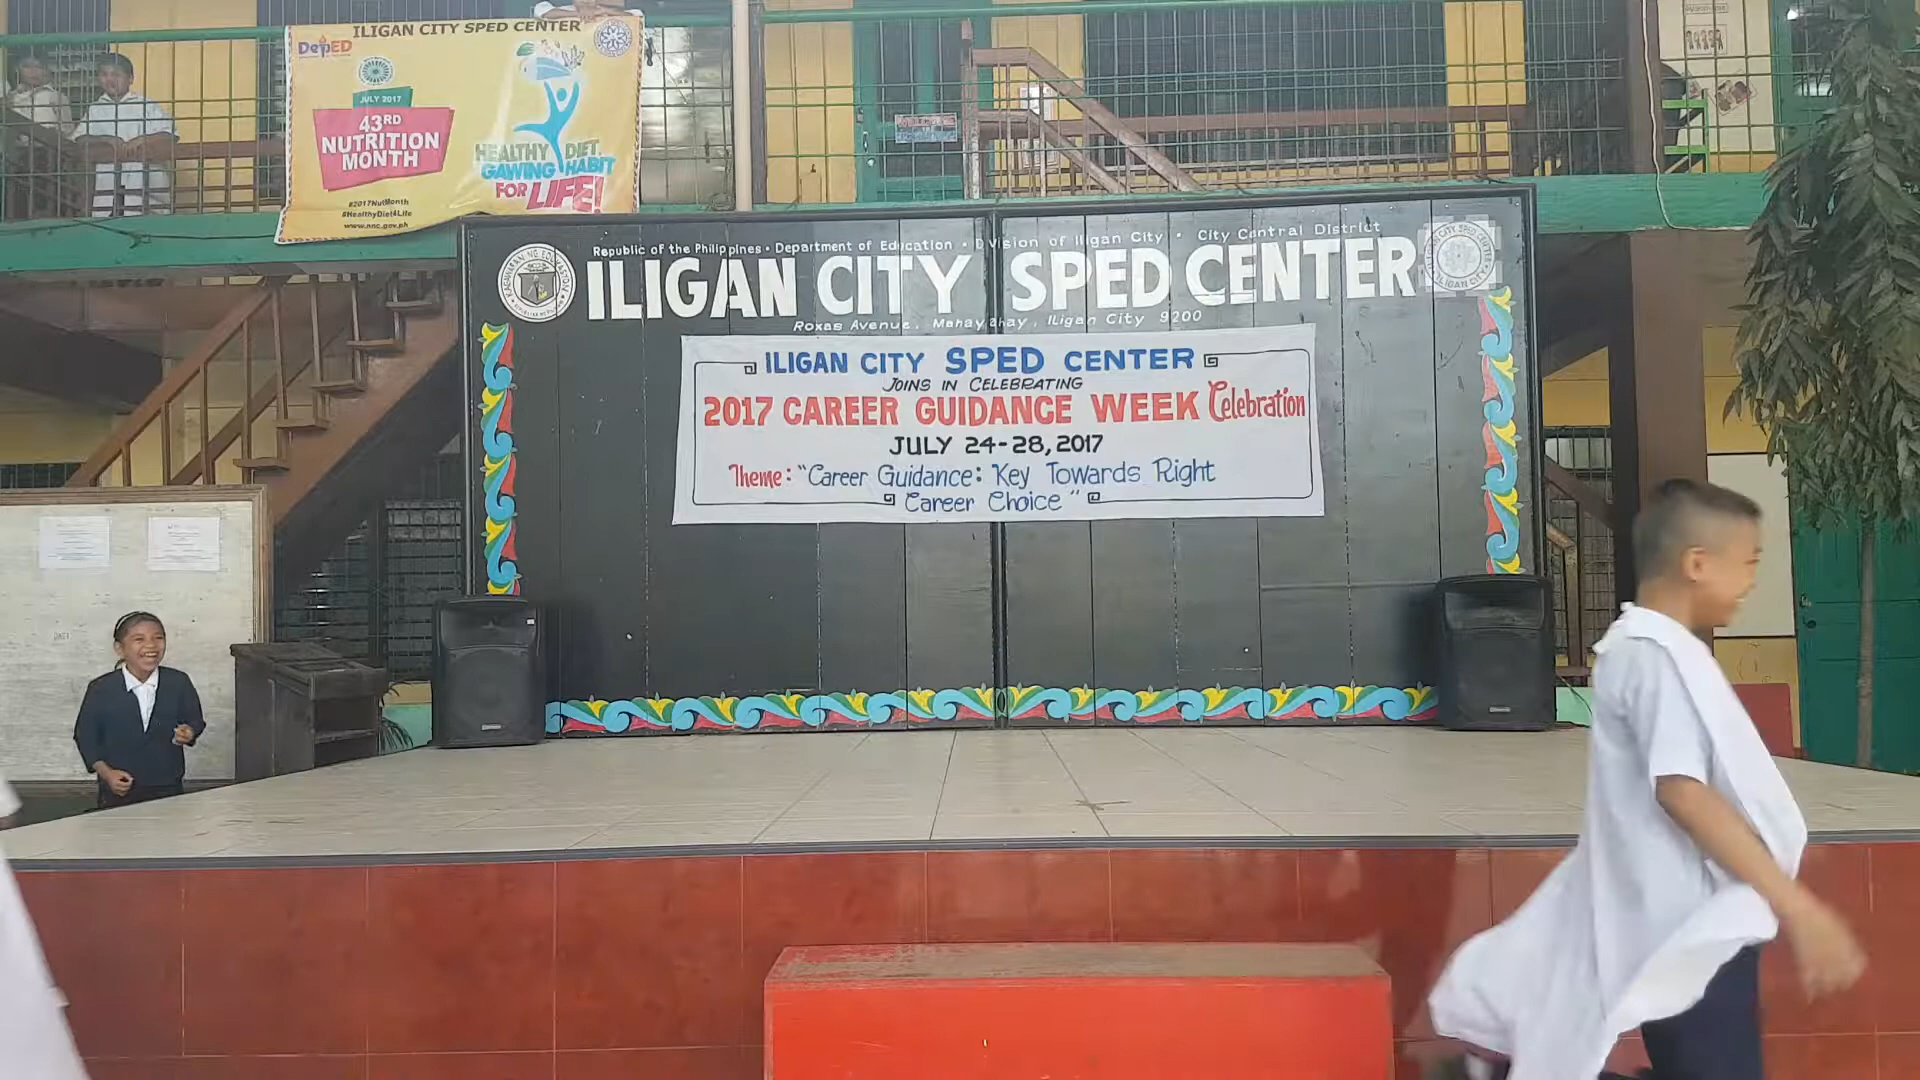 ILIGAN CITY SPED CENTER
DepED
JULY 2017
43RD
NUTRITION
MONTH
HEALTHY DIET,
GAWING HABIT
FOR LIFE!
#2017NutMonth
#HealthyDiet4Life
www.nnc.gov.ph
Republic of the Philippines • Department of Education • Division of Iligan City • City Central District
ILIGAN CITY SPED CENTER
Roxas Avenue, Mahayahay, Iligan City 9200
ILIGAN CITY SPED CENTER
JOINS IN CELEBRATING
2017 CAREER GUIDANCE WEEK Celebration
JULY 24-28, 2017
Theme: "Career Guidance: Key Towards Right
Career Choice"